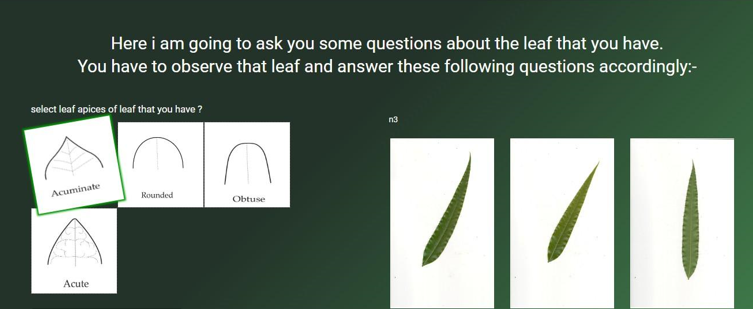 Here i am going to ask you some questions about the leaf that you have.
You have to observe that leaf and answer these following questions accordingly:-
select leaf apices of leaf that you have ?
Acuminate
Rounded
Obtuse
Acute
n3